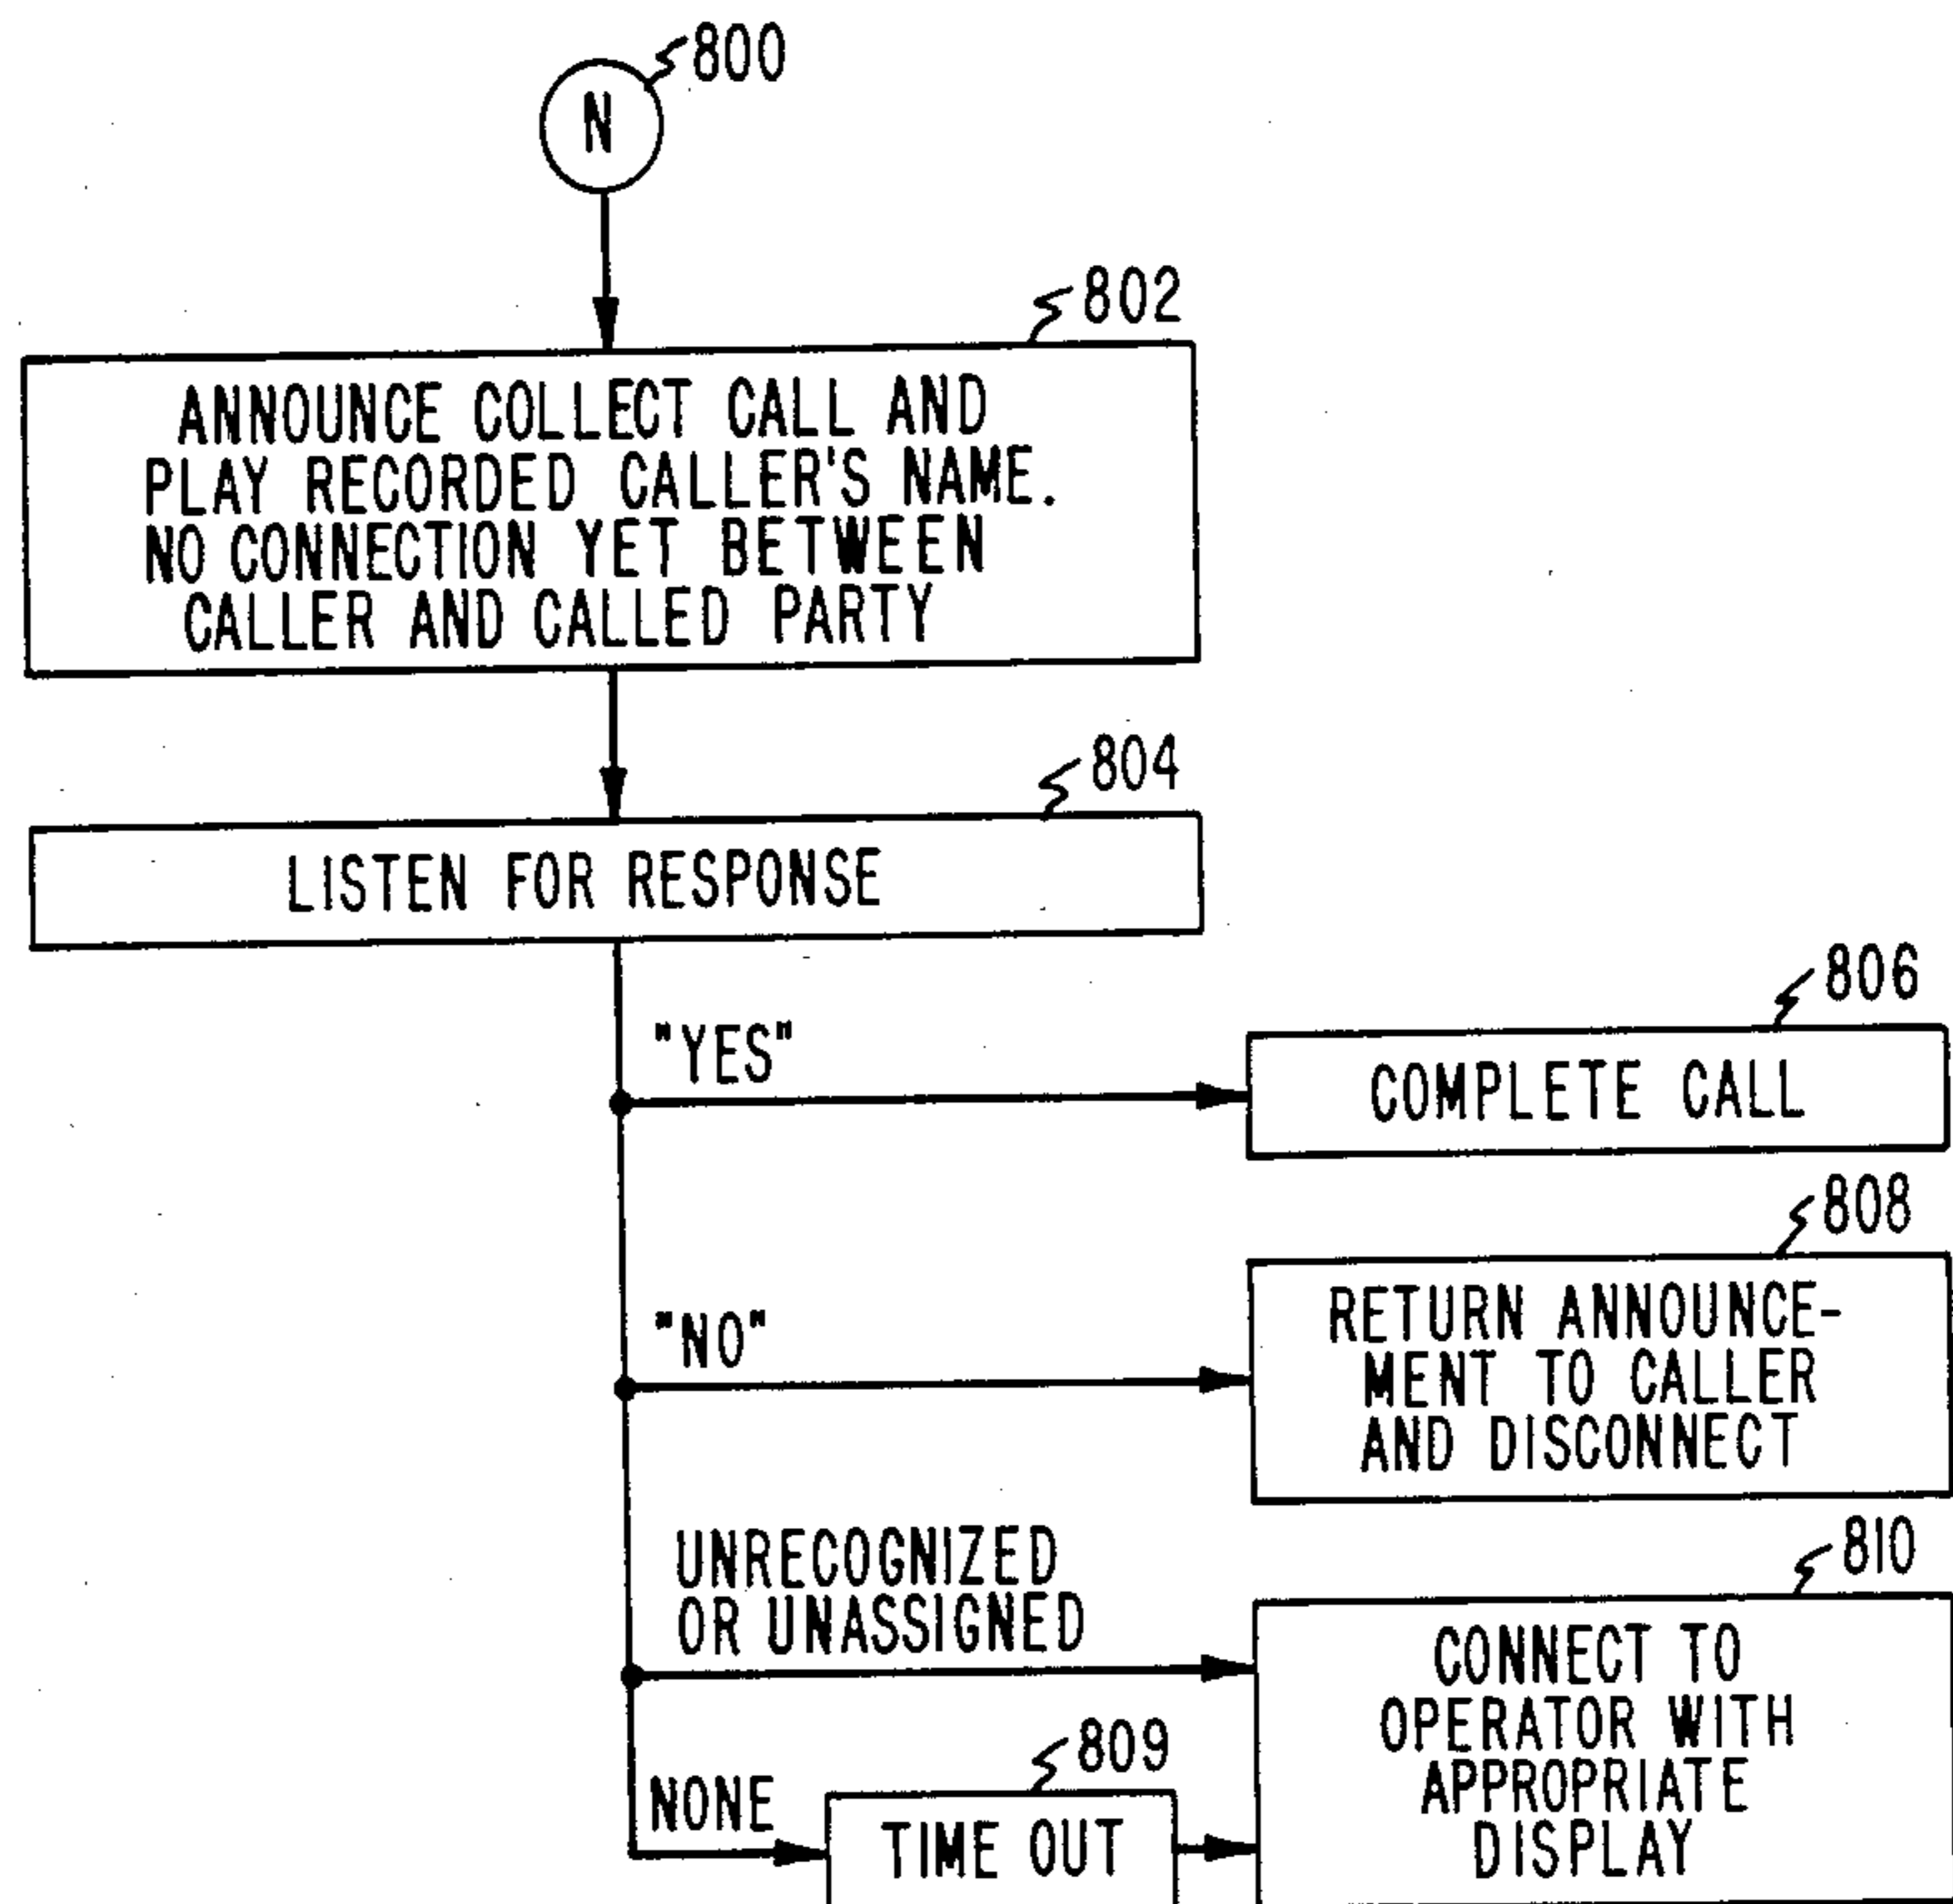 800
N
802
ANNOUNCE COLLECT CALL AND
PLAY RECORDED CALLER'S NAME.
NO CONNECTION YET BETWEEN
CALLER AND CALLED PARTY
804
LISTEN FOR RESPONSE
"YES"
806
COMPLETE CALL
"NO"
808
RETURN ANNOUNCE-
MENT TO CALLER
AND DISCONNECT
UNRECOGNIZED
OR UNASSIGNED
810
CONNECT TO
OPERATOR WITH
APPROPRIATE
DISPLAY
NONE
809
TIME OUT